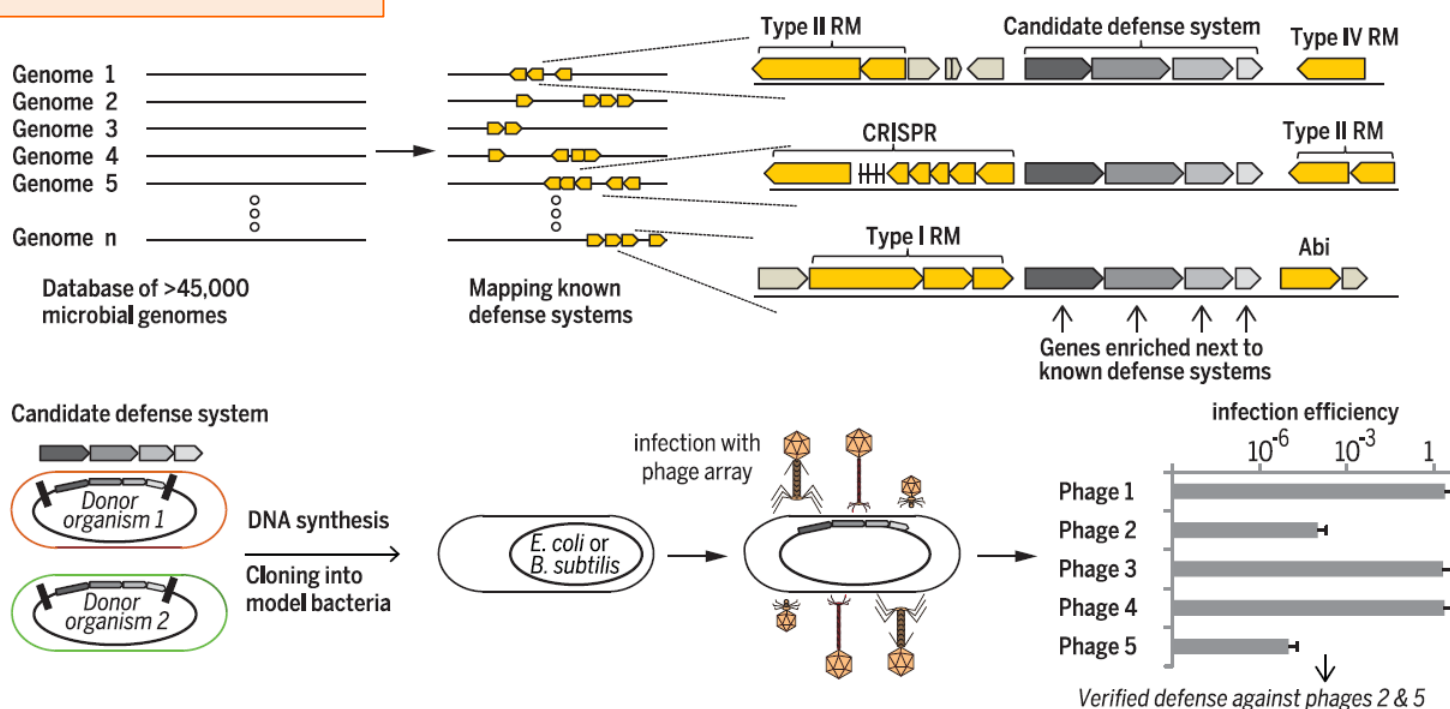 Type II RM
Candidate defense system
Type IV RM
Genome 1
Genome 2
Genome 3
Genome 4
Genome 5
Genome n
CRISPR
Type II RM
Type I RM
Abi
Database of >45,000
microbial genomes
Mapping known
defense systems
Genes enriched next to
known defense systems
Candidate defense system
Donor
organism 1
Donor
organism 2
DNA synthesis
Cloning into
model bacteria
E. coli or
B. subtilis
infection with
phage array
infection efficiency
10-6 10-3 1
Phage 1
Phage 2
Phage 3
Phage 4
Phage 5
Verified defense against phages 2 & 5